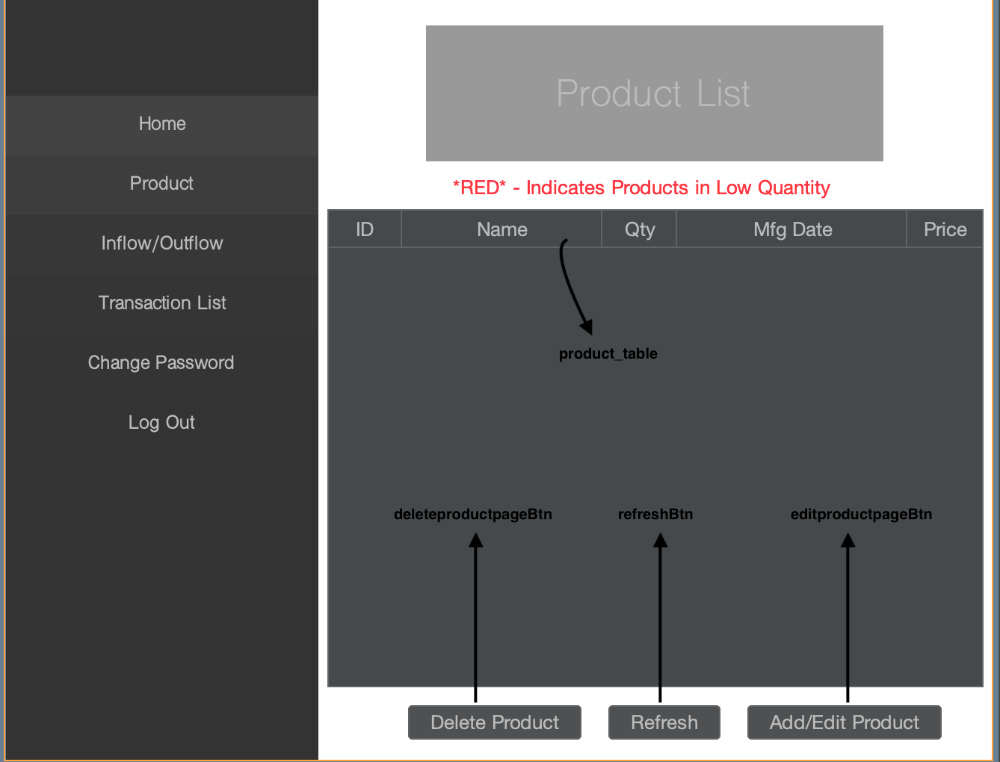 Home
Product
Inflow/Outflow
Transaction List
Change Password
Log Out
Product List
*RED* - Indicates Products in Low Quantity
ID Name Qty Mfg Date Price
product_table
deleteproductpageBtn refreshBtn editproductpageBtn
Delete Product Refresh Add/Edit Product